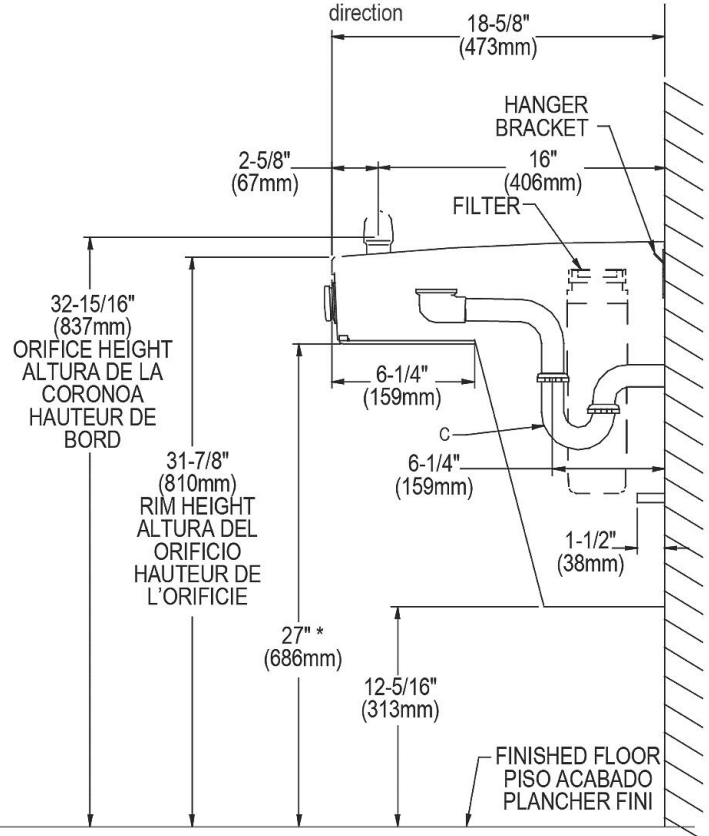 direction
18-5/8"
(473mm)
HANGER
BRACKET
2-5/8"
(67mm)
16"
(406mm)
FILTER
32-15/16"
(837mm)
ORIFICE HEIGHT
ALTURA DE LA
CORONOA
HAUTEUR DE
BORD
6-1/4"
(159mm)
C
31-7/8"
(810mm)
RIM HEIGHT
ALTURA DEL
ORIFICIO
HAUTEUR DE
L'ORIFICIE
6-1/4"
(159mm)
1-1/2"
(38mm)
27" *
(686mm)
12-5/16"
(313mm)
FINISHED FLOOR
PISO ACABADO
PLANCHER FINI